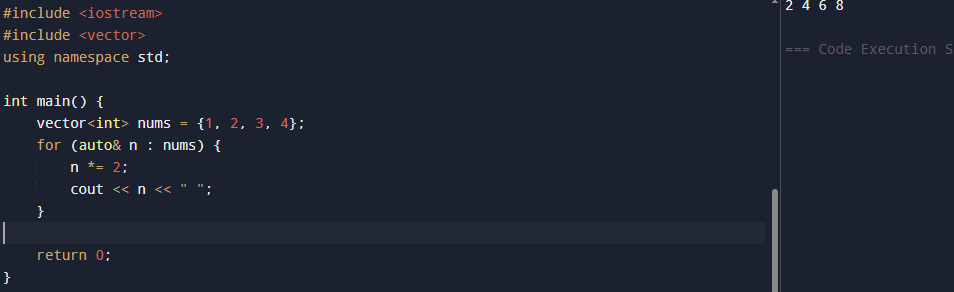 #include <iostream>
#include <vector>
using namespace std;
int main() {
    vector<int> nums = {1, 2, 3, 4};
    for (auto& n : nums) {
        n *= 2;
        cout << n << " ";
    }
    return 0;
}
2 4 6 8
=== Code Execution S